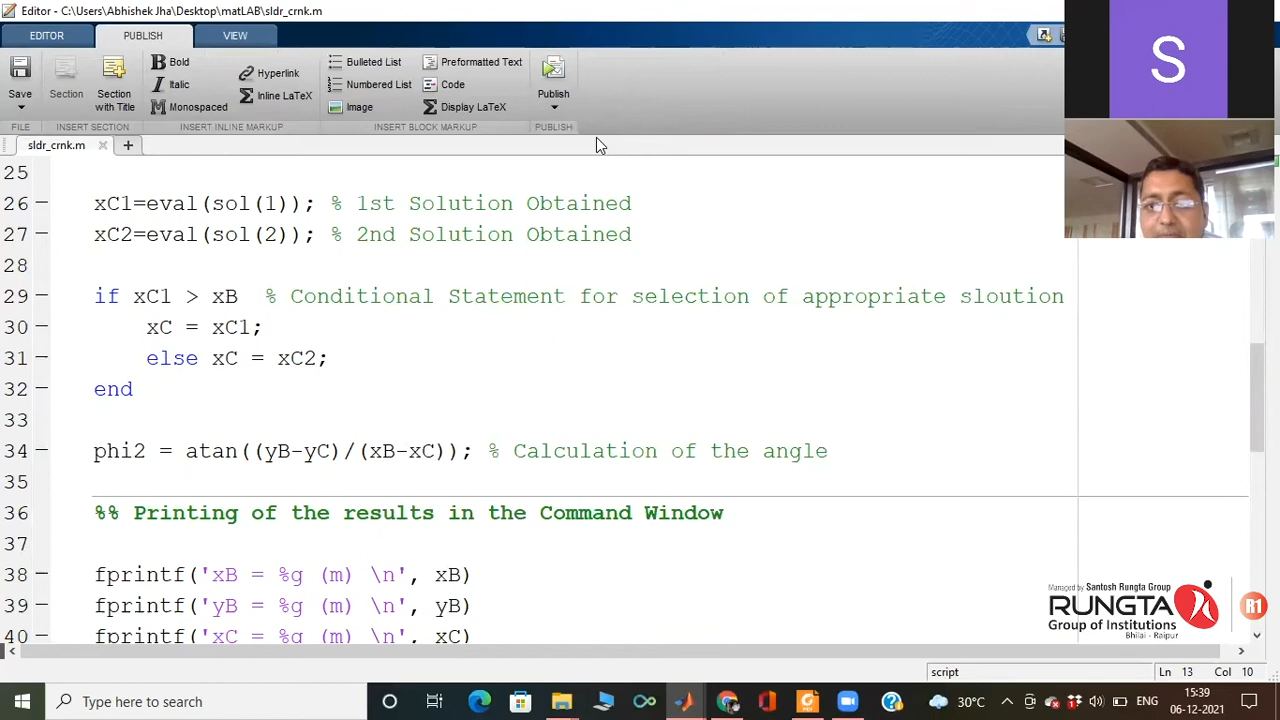 Editor - C:\Users\Abhishek Jha\Desktop\matLAB\sldr_crnk.m
EDITOR PUBLISH VIEW
Save Section Section with Title
B Bold
I Italic
M Monospaced
Hyperlink
Σ Inline LaTeX
Bulleted List
Numbered List
Image
Preformatted Text
Code
Σ Display LaTeX
Publish
FILE INSERT SECTION INSERT INLINE MARKUP INSERT BLOCK MARKUP PUBLISH
sldr_crnk.m × +
S
25
26 – xC1=eval(sol(1)); % 1st Solution Obtained
27 – xC2=eval(sol(2)); % 2nd Solution Obtained
28
29 – if xC1 > xB % Conditional Statement for selection of appropriate sloution
30 – xC = xC1;
31 – else xC = xC2;
32 – end
33
34 – phi2 = atan((yB-yC)/(xB-xC)); % Calculation of the angle
35
36 %% Printing of the results in the Command Window
37
38 – fprintf('xB = %g (m) \n', xB)
39 – fprintf('yB = %g (m) \n', yB)
40 – fprintf('xC = %g (m) \n', xC)
Managed by Santosh Rungta Group
RUNGTA
Group of Institutions
Bhilai - Raipur
R1
script Ln 13 Col 10
Type here to search
30°C ENG 15:39
06-12-2021